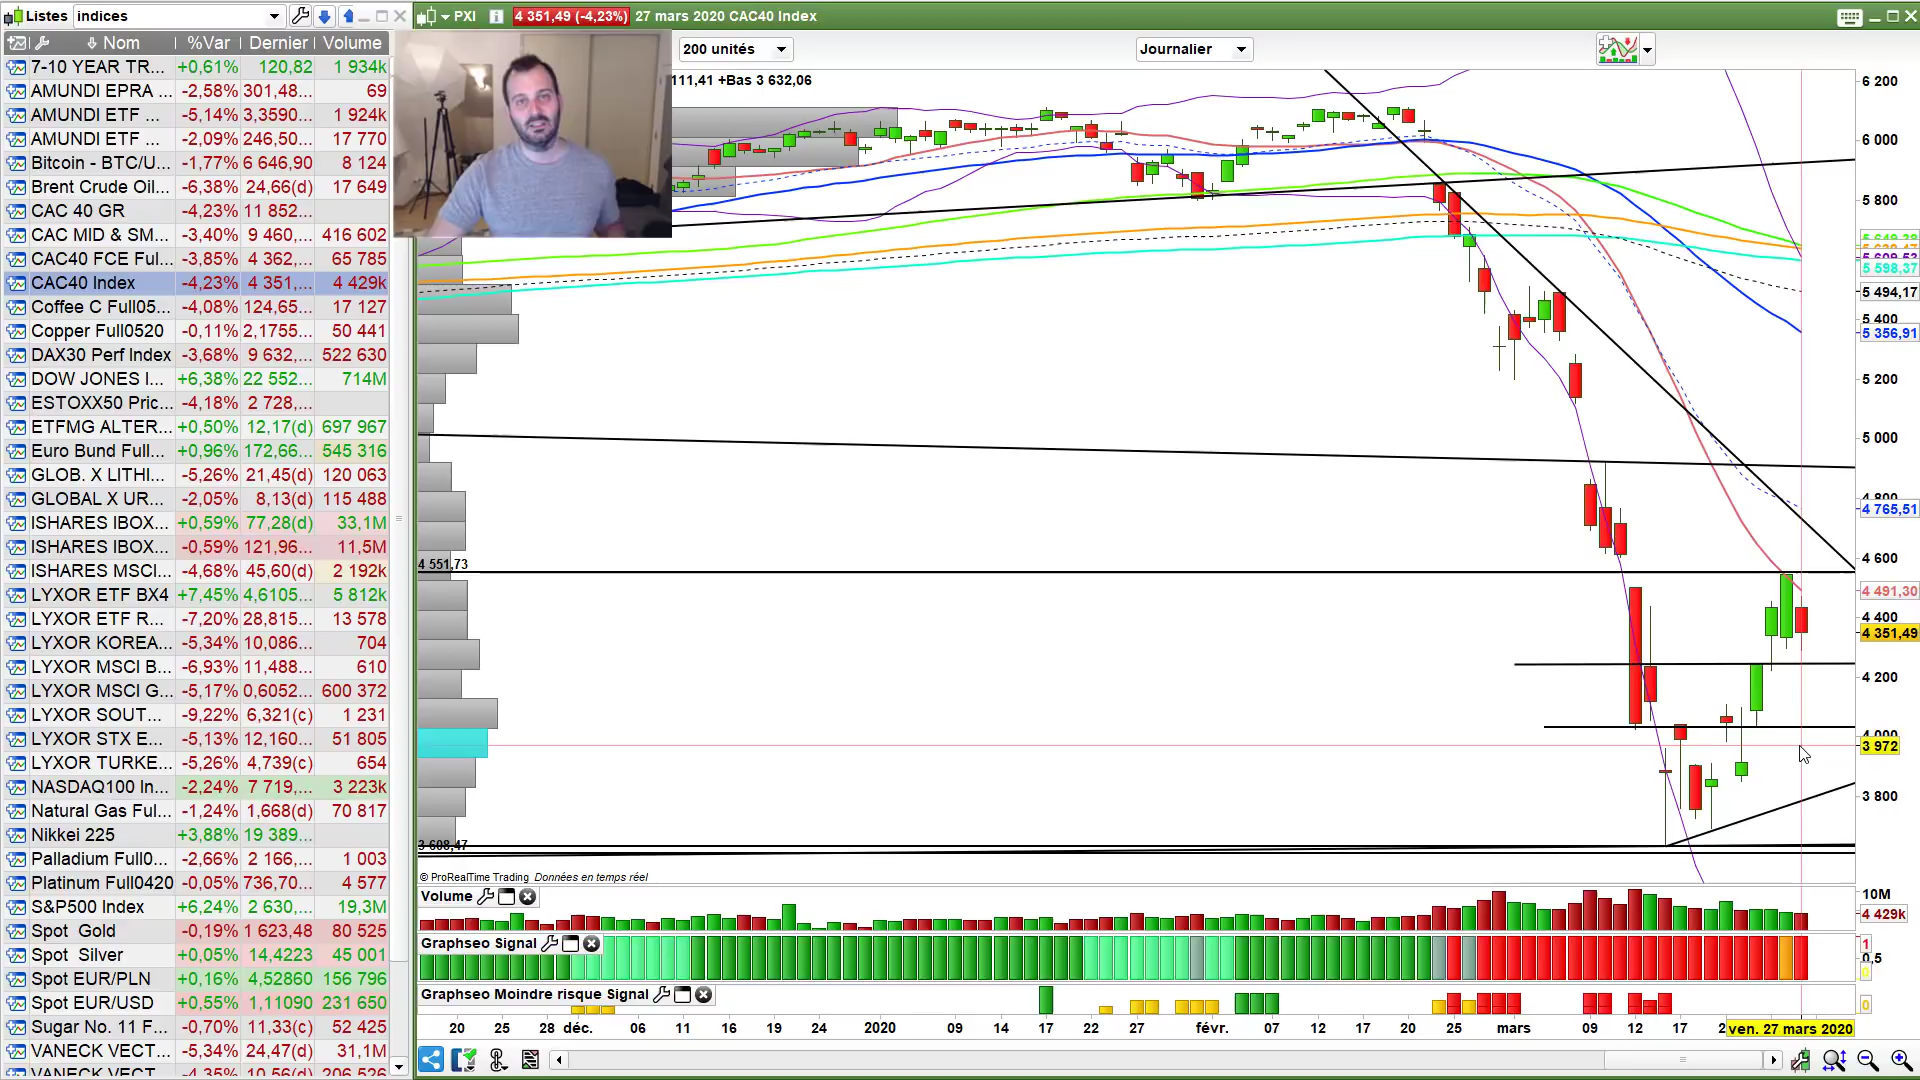 Listes indices
PXI 4 351,49 (-4,23%) 27 mars 2020 CAC40 Index
Nom %Var Dernier Volume
200 unités
Journalier
111,41 +Bas 3 632,06
7-10 YEAR TR... +0,61% 120,82 1 934k
AMUNDI EPRA ... -2,58% 301,48... 69
AMUNDI ETF ... -5,14% 3,3590... 1 924k
AMUNDI ETF ... -2,09% 246,50... 17 770
Bitcoin - BTC/U... -1,77% 6 646,90 8 124
Brent Crude Oil... -6,38% 24,66(d) 17 649
CAC 40 GR -4,23% 11 852...
CAC MID & SM... -3,40% 9 460,... 416 602
CAC40 FCE Ful... -3,85% 4 362,... 65 785
CAC40 Index -4,23% 4 351,... 4 429k
Coffee C Full05... -4,08% 124,65... 17 127
Copper Full0520 -0,11% 2,1755... 50 441
DAX30 Perf Index -3,68% 9 632,... 522 630
DOW JONES I... +6,38% 22 552... 714M
ESTOXX50 Pric... -4,18% 2 728,...
ETFMG ALTER... +0,50% 12,17(d) 697 967
Euro Bund Full... +0,96% 172,66... 545 316
GLOB. X LITHI... -5,26% 21,45(d) 120 063
GLOBAL X UR... -2,05% 8,13(d) 115 488
ISHARES IBOX... +0,59% 77,28(d) 33,1M
ISHARES IBOX... -0,59% 121,96... 11,5M
ISHARES MSCI... -4,68% 45,60(d) 2 192k
LYXOR ETF BX4 +7,45% 4,6105... 5 812k
LYXOR ETF R... -7,20% 28,815... 13 578
LYXOR KOREA... -5,34% 10,086... 704
LYXOR MSCI B... -6,93% 11,488... 610
LYXOR MSCI G... -5,17% 0,6052... 600 372
LYXOR SOUT... -9,22% 6,321(c) 1 231
LYXOR STX E... -5,13% 12,160... 51 805
LYXOR TURKE... -5,26% 4,739(c) 654
NASDAQ100 In... -2,24% 7 719,... 3 223k
Natural Gas Ful... -1,24% 1,668(d) 70 817
Nikkei 225 +3,88% 19 389...
Palladium Full0... -2,66% 2 166,... 1 003
Platinum Full0420 -0,05% 736,70... 4 577
S&P500 Index +6,24% 2 630,... 19,3M
Spot Gold -0,19% 1 623,48 80 525
Spot Silver +0,05% 14,4223 45 001
Spot EUR/PLN +0,16% 4,52860 156 796
Spot EUR/USD +0,55% 1,11090 231 650
Sugar No. 11 F... -0,70% 11,33(c) 52 425
VANECK VECT... -5,34% 24,47(d) 31,1M
VANECK VECT... -4,35% 10,56(d) 206 526
6 200
6 000
5 800
5 598,37
5 494,17
5 400
5 356,91
5 200
5 000
4 800
4 765,51
4 600
4 491,30
4 400
4 351,49
4 200
4 000
3 972
3 800
4 551,73
3 608,47
© ProRealTime Trading Données en temps réel
Volume
10M
4 429k
Graphseo Signal
1
0,5
0
Graphseo Moindre risque Signal
0
20 25 28 déc. 06 11 16 19 24 2020 09 14 17 22 27 févr. 07 12 17 20 25 mars 09 12 17 ven. 27 mars 2020